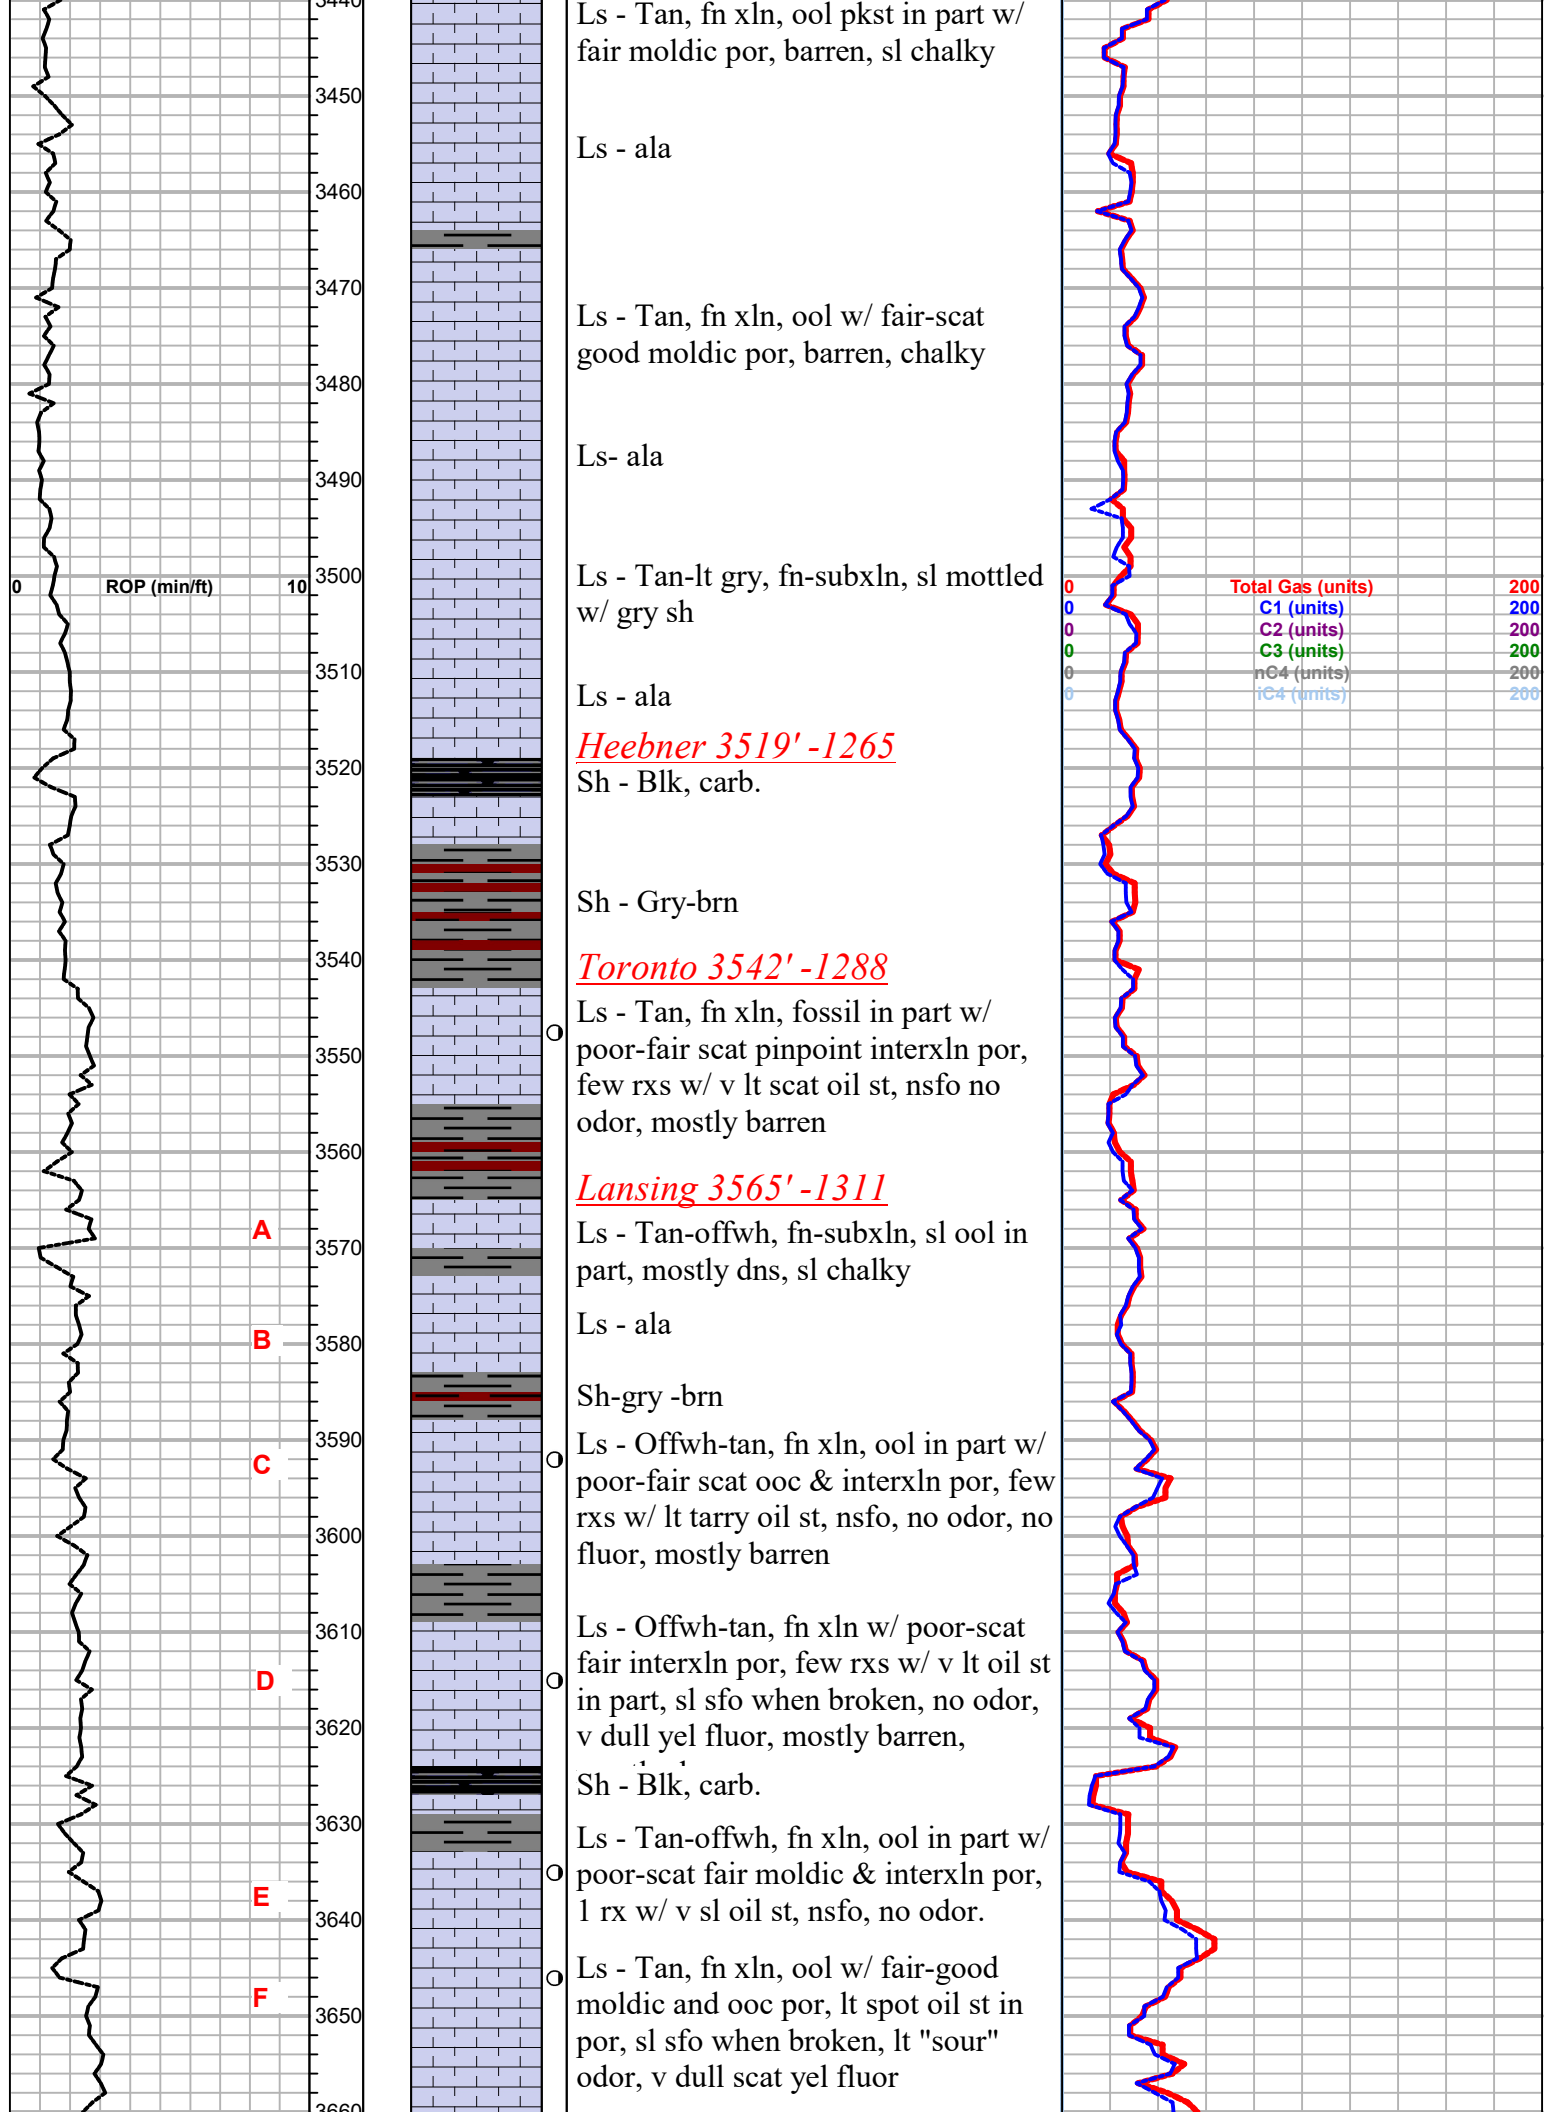 3440
Ls - Tan, fn xln, ool pkst in part w/
fair moldic por, barren, sl chalky
3450
Ls - ala
3460
3470
Ls - Tan, fn xln, ool w/ fair-scat
good moldic por, barren, chalky
3480
Ls- ala
3490
Ls - Tan-lt gry, fn-subxln, sl mottled
w/ gry sh
3500
0 ROP (min/ft) 10
0 Total Gas (units) 200
0 C1 (units) 200
0 C2 (units) 200
0 C3 (units) 200
0 nC4 (units) 200
0 iC4 (units) 200
3510
Ls - ala
Heebner 3519' -1265
3520
Sh - Blk, carb.
3530
Sh - Gry-brn
3540
Toronto 3542' -1288
Ls - Tan, fn xln, fossil in part w/
poor-fair scat pinpoint interxln por,
few rxs w/ v lt scat oil st, nsfo no
odor, mostly barren
3550
3560
Lansing 3565' -1311
A
Ls - Tan-offwh, fn-subxln, sl ool in
part, mostly dns, sl chalky
3570
Ls - ala
B
3580
Sh-gry -brn
3590
Ls - Offwh-tan, fn xln, ool in part w/
poor-fair scat ooc & interxln por, few
rxs w/ lt tarry oil st, nsfo, no odor, no
fluor, mostly barren
C
3600
3610
Ls - Offwh-tan, fn xln w/ poor-scat
fair interxln por, few rxs w/ v lt oil st
in part, sl sfo when broken, no odor,
v dull yel fluor, mostly barren,
D
3620
Sh - Blk, carb.
3630
Ls - Tan-offwh, fn xln, ool in part w/
poor-scat fair moldic & interxln por,
1 rx w/ v sl oil st, nsfo, no odor.
E
3640
Ls - Tan, fn xln, ool w/ fair-good
moldic and ooc por, lt spot oil st in
por, sl sfo when broken, lt "sour"
odor, v dull scat yel fluor
F
3650
3660